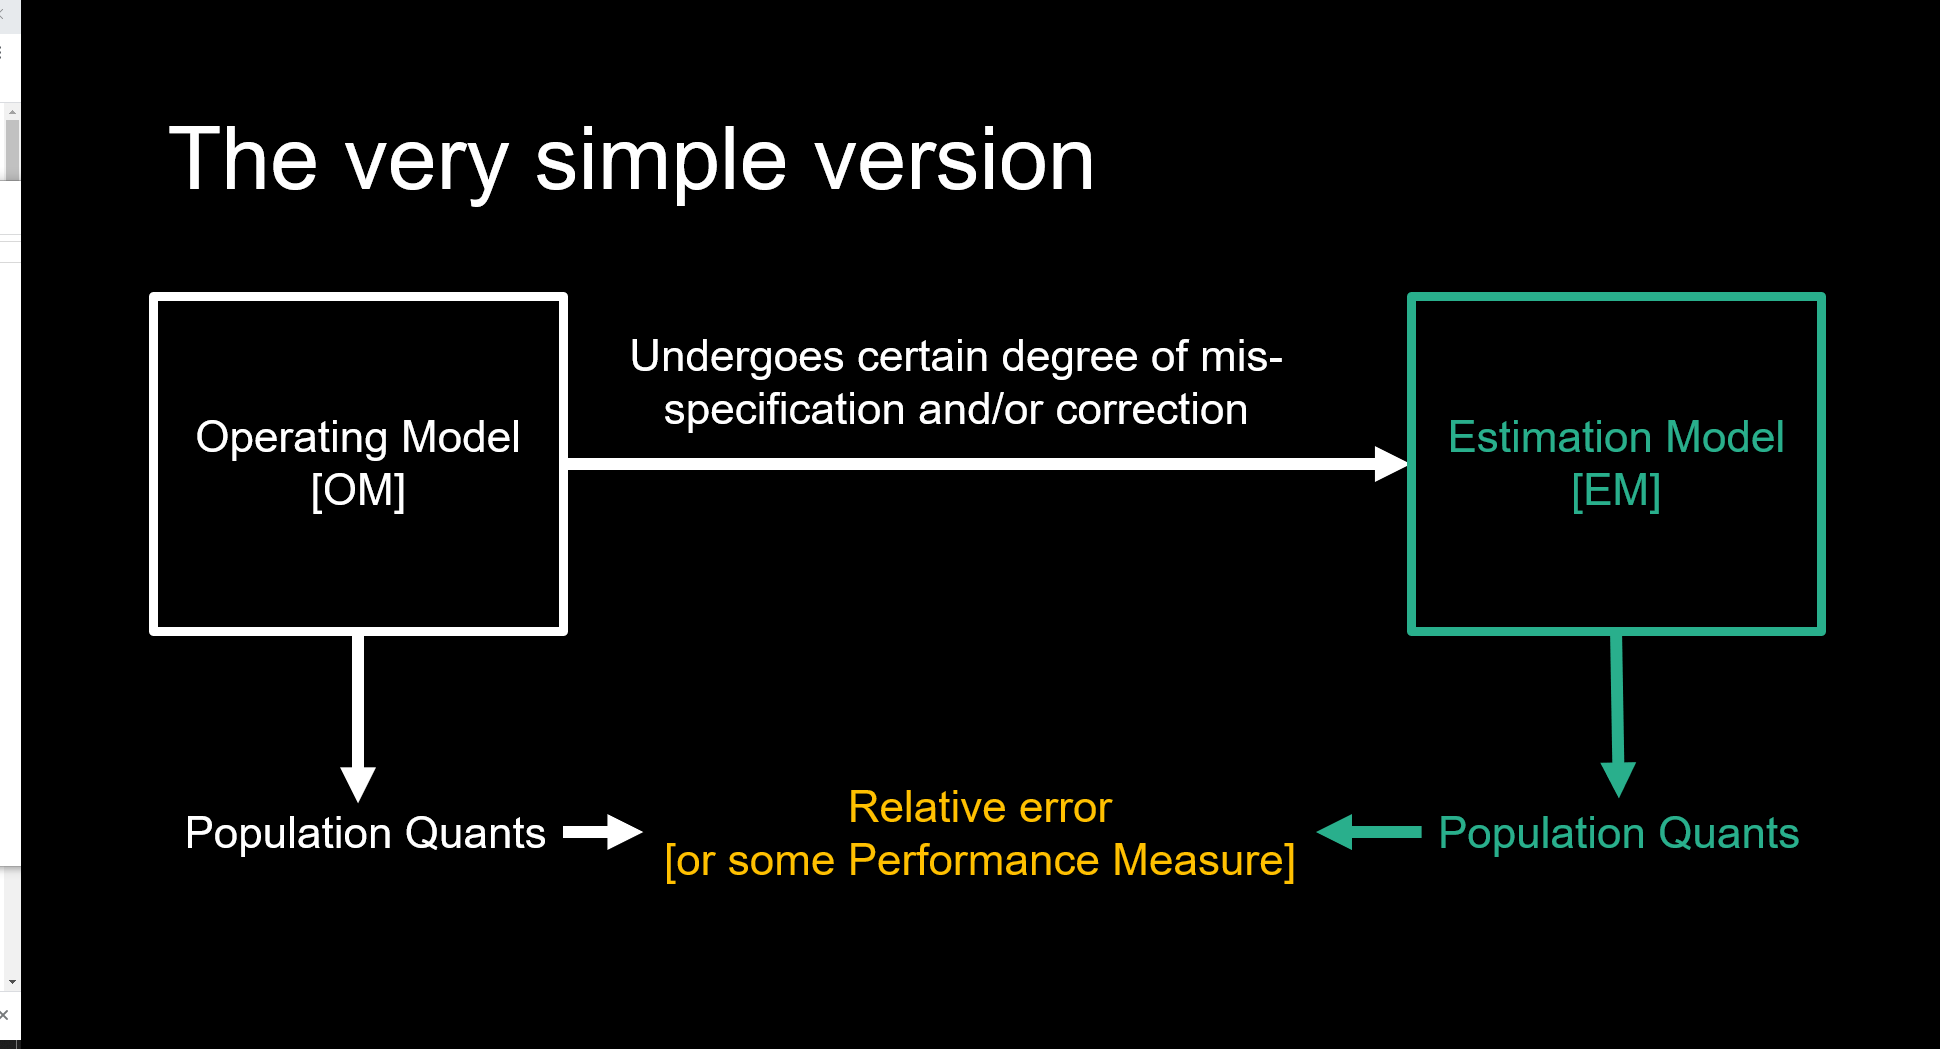 The very simple version
Undergoes certain degree of mis-
specification and/or correction
Operating Model
[OM]
Estimation Model
[EM]
Population Quants
Relative error
[or some Performance Measure]
Population Quants